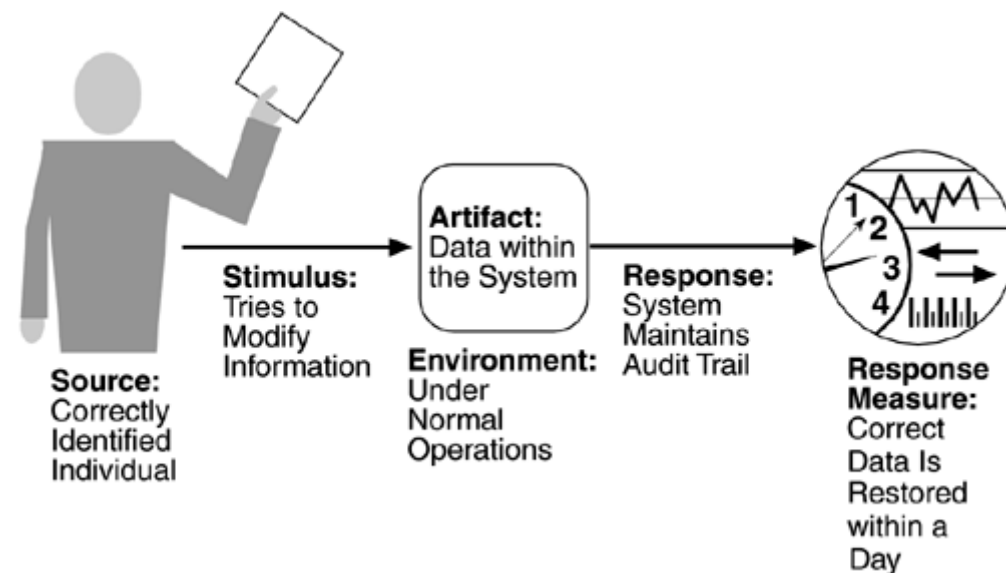 Source:
Correctly
Identified
Individual
Stimulus:
Tries to
Modify
Information
Artifact:
Data within
the System
Environment:
Under
Normal
Operations
Response:
System
Maintains
Audit Trail
1
2
3
4
Response
Measure:
Correct
Data Is
Restored
within a
Day